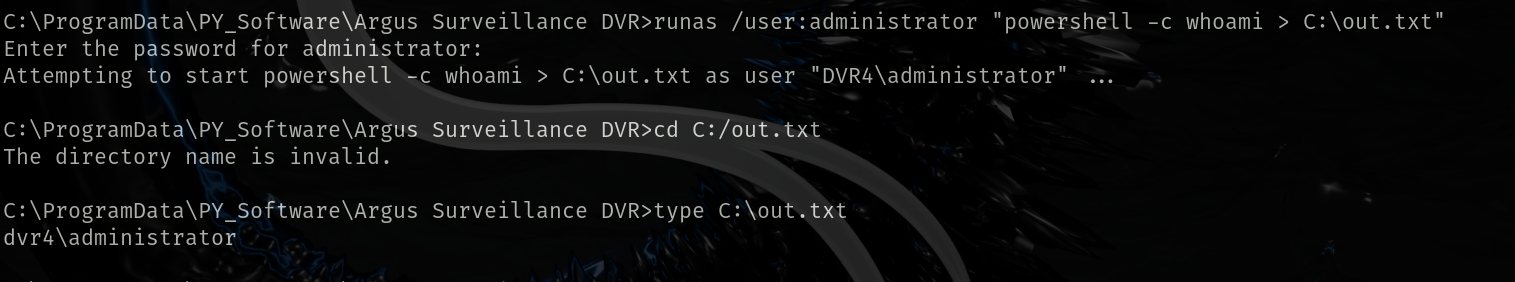 C:\ProgramData\PY_Software\Argus Surveillance DVR>runas /user:administrator "powershell -c whoami > C:\out.txt"
Enter the password for administrator:
Attempting to start powershell -c whoami > C:\out.txt as user "DVR4\administrator" ...
C:\ProgramData\PY_Software\Argus Surveillance DVR>cd C:/out.txt
The directory name is invalid.
C:\ProgramData\PY_Software\Argus Surveillance DVR>type C:\out.txt
dvr4\administrator